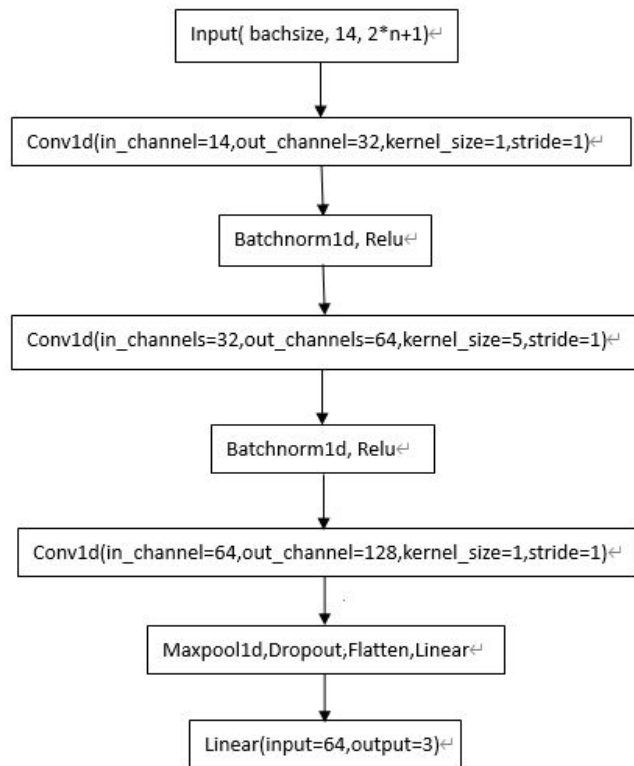 Input( bachsize, 14, 2*n+1)↵
Conv1d(in_channel=14,out_channel=32,kernel_size=1,stride=1)↵
Batchnorm1d, Relu↵
Conv1d(in_channels=32,out_channels=64,kernel_size=5,stride=1)↵
Batchnorm1d, Relu↵
Conv1d(in_channel=64,out_channel=128,kernel_size=1,stride=1)↵
Maxpool1d,Dropout,Flatten,Linear↵
Linear(input=64,output=3)↵